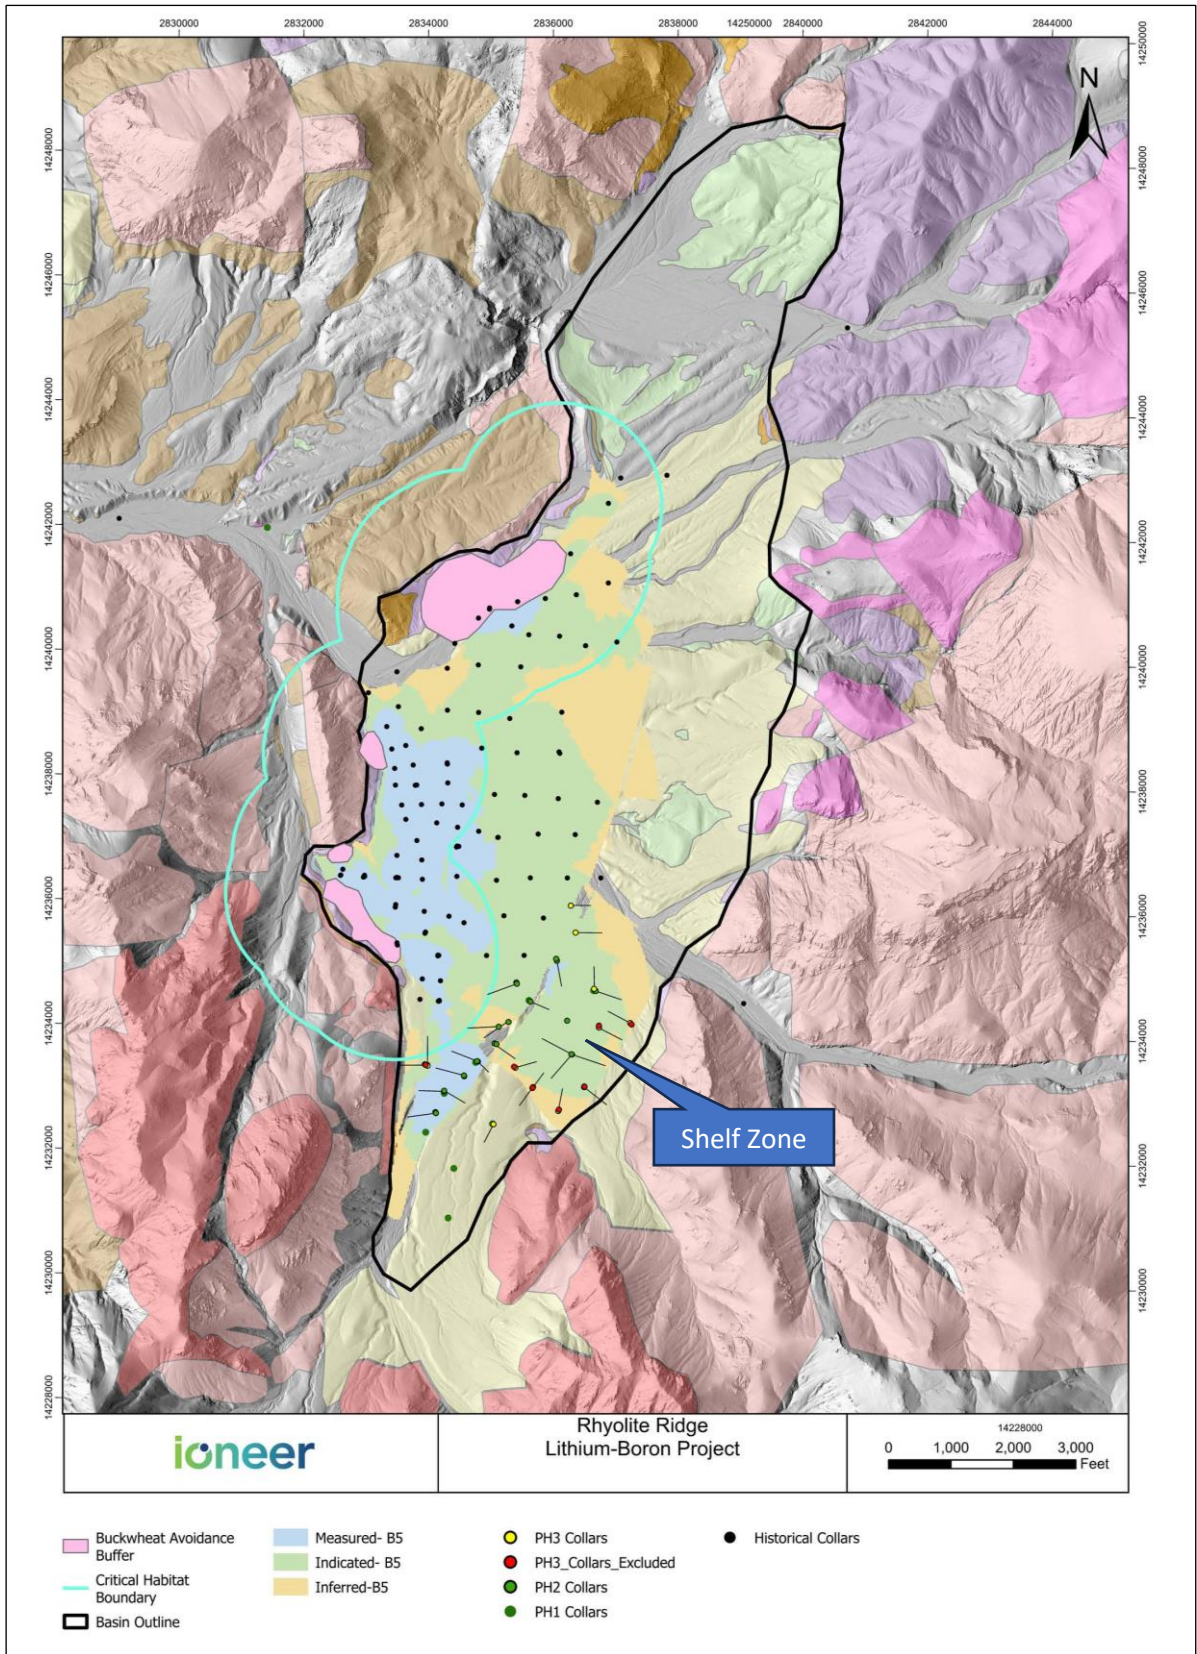 2830000
2832000
2834000
2836000
2838000
14250000
2840000
2842000
2844000
14250000
14248000
14248000
14246000
14246000
14244000
14244000
14242000
14242000
14240000
14240000
14238000
14238000
14236000
14236000
14234000
14234000
14232000
14232000
14230000
14230000
14228000
N
Shelf Zone
ioneer
Rhyolite Ridge
Lithium-Boron Project
14228000
0 1,000 2,000 3,000
Feet
Buckwheat Avoidance
Buffer
Critical Habitat
Boundary
Basin Outline
Measured- B5
Indicated- B5
Inferred-B5
PH3 Collars
PH3_Collars_Excluded
PH2 Collars
PH1 Collars
Historical Collars